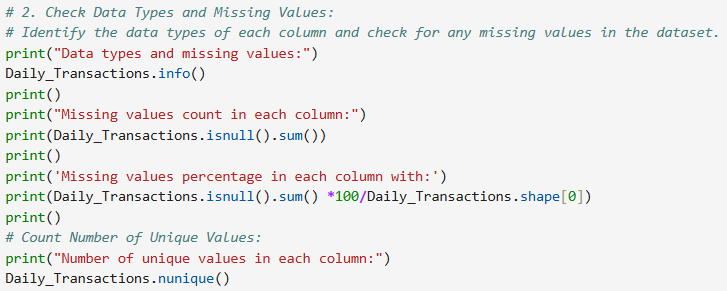 # 2. Check Data Types and Missing Values:
# Identify the data types of each column and check for any missing values in the dataset.
print("Data types and missing values:")
Daily_Transactions.info()
print()
print("Missing values count in each column:")
print(Daily_Transactions.isnull().sum())
print()
print('Missing values percentage in each column with:')
print(Daily_Transactions.isnull().sum() *100/Daily_Transactions.shape[0])
print()
# Count Number of Unique Values:
print("Number of unique values in each column:")
Daily_Transactions.nunique()